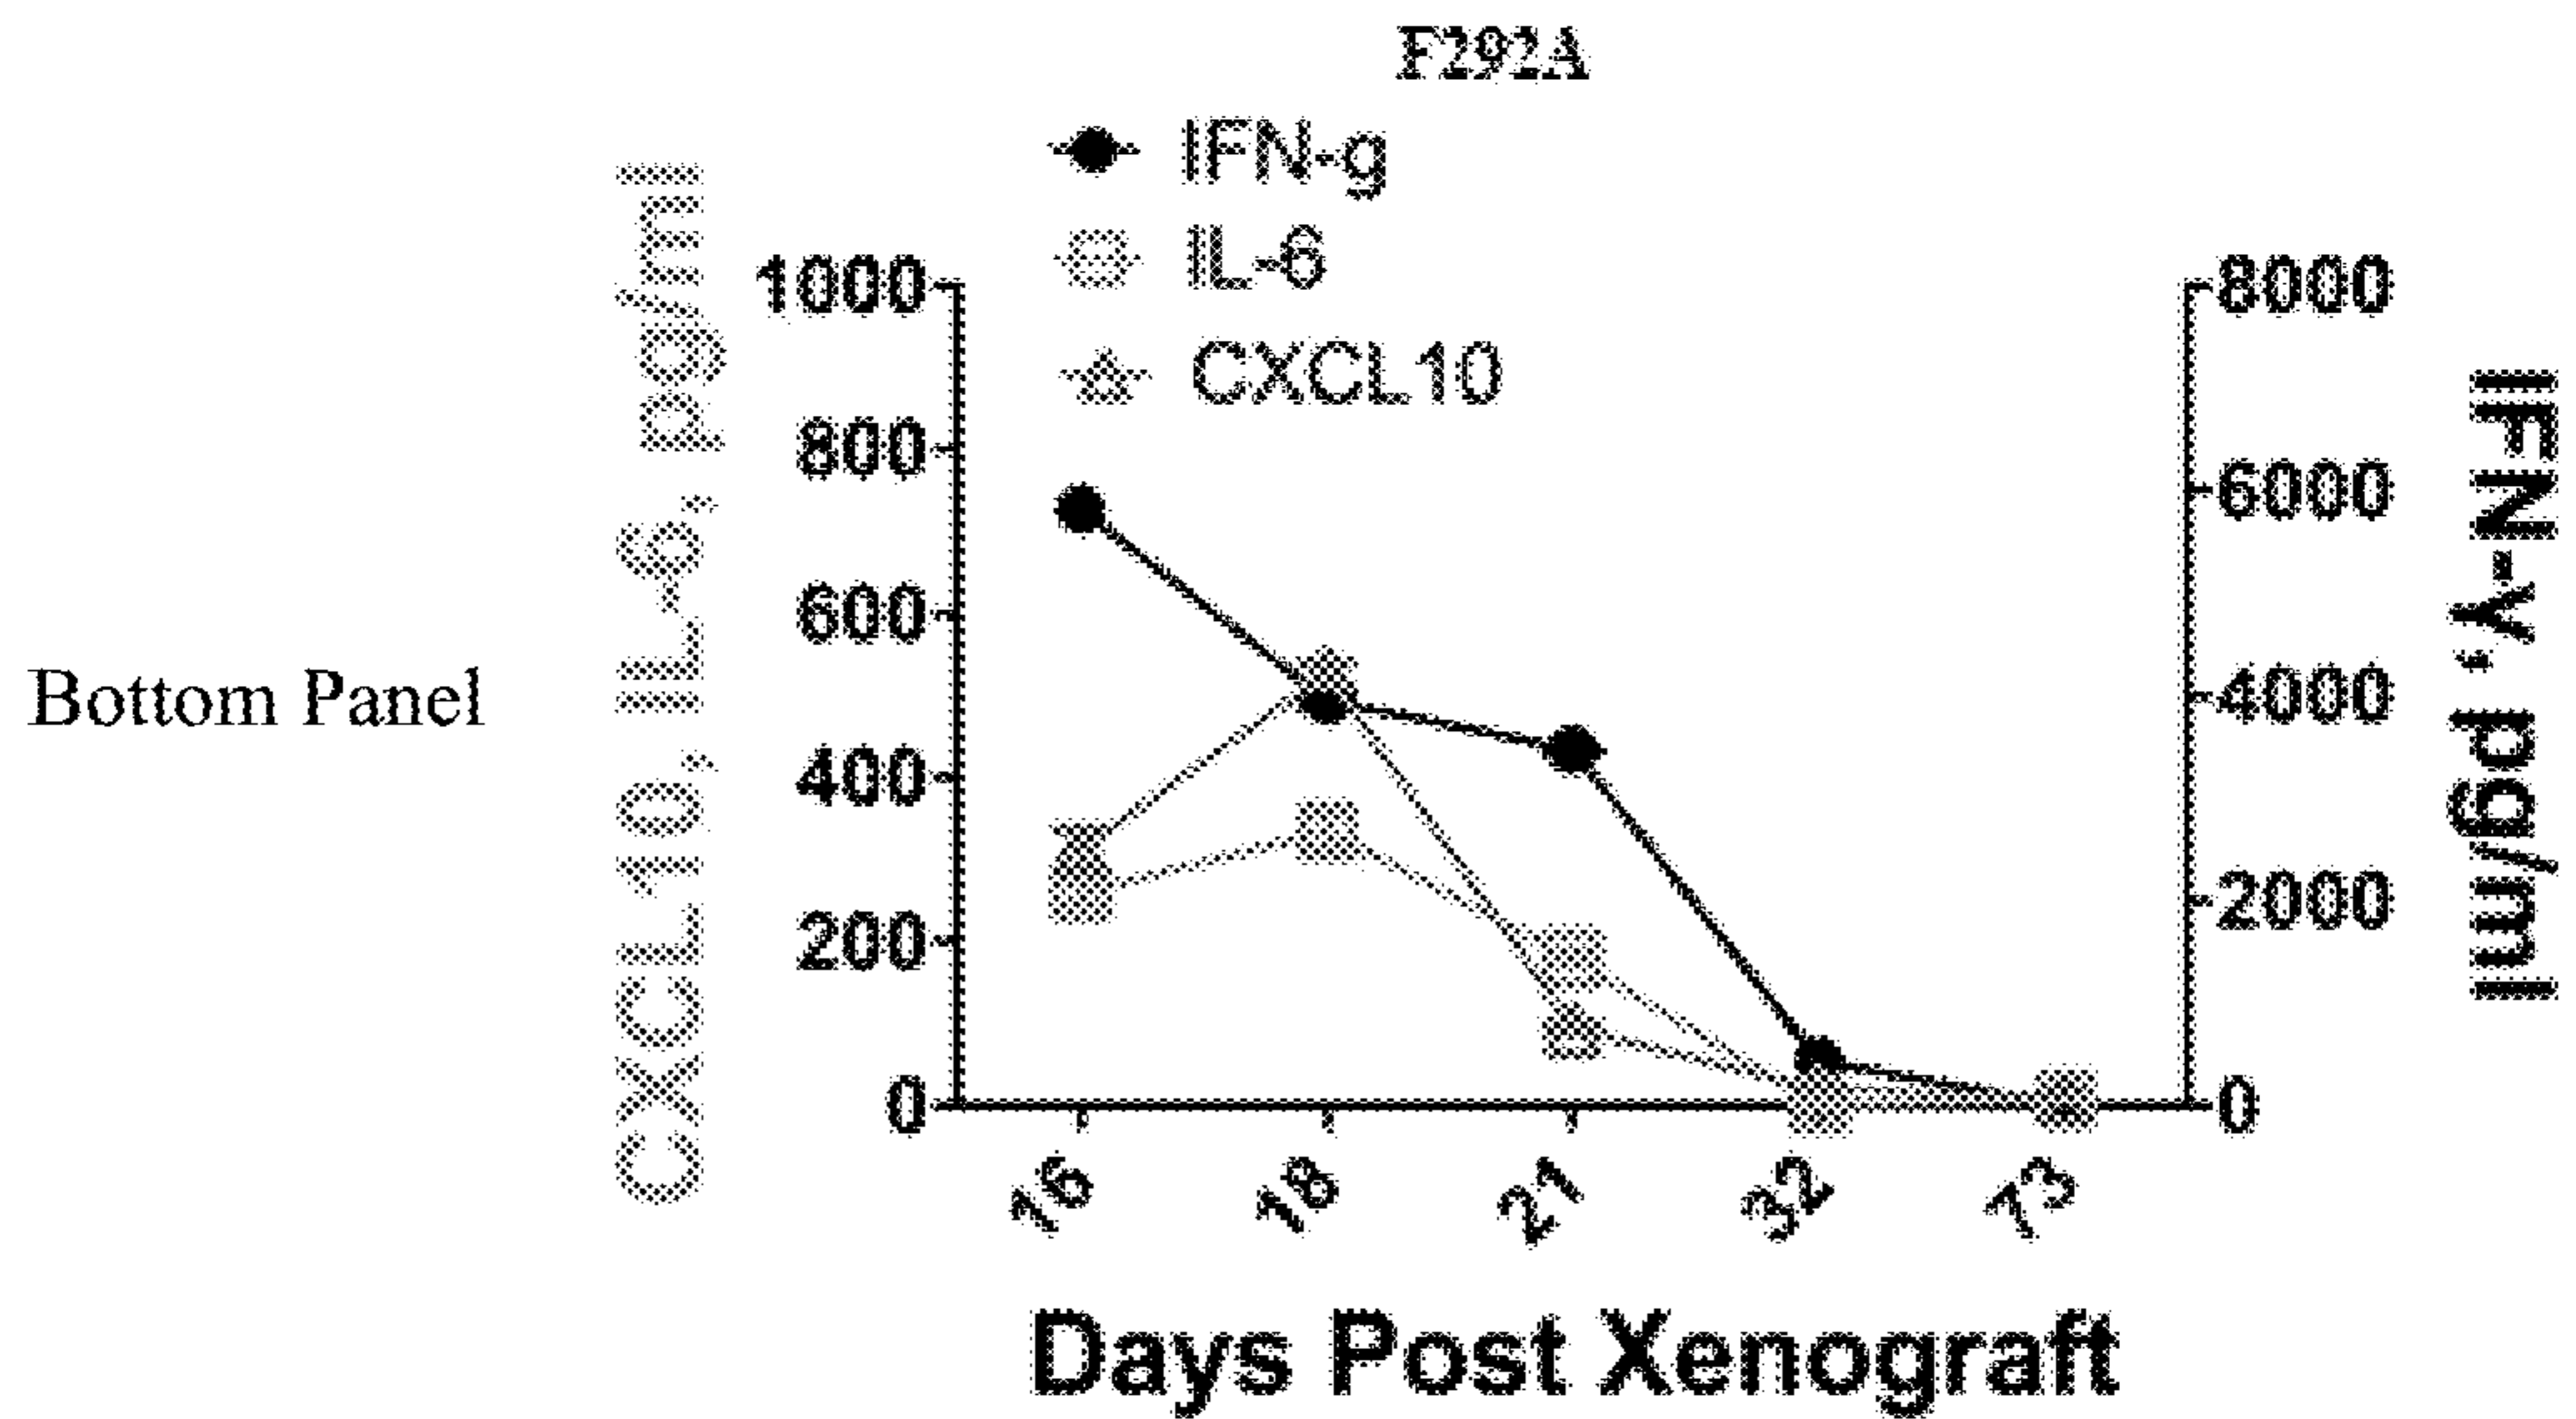 F292A
IFN-g
IL-6
CXCL10
CXCL10, IL-6, pg/ml
1000
800
600
400
200
0
8000
6000
4000
2000
0
IFN-γ, pg/ml
Bottom Panel
16
18
21
32
73
Days Post Xenograft